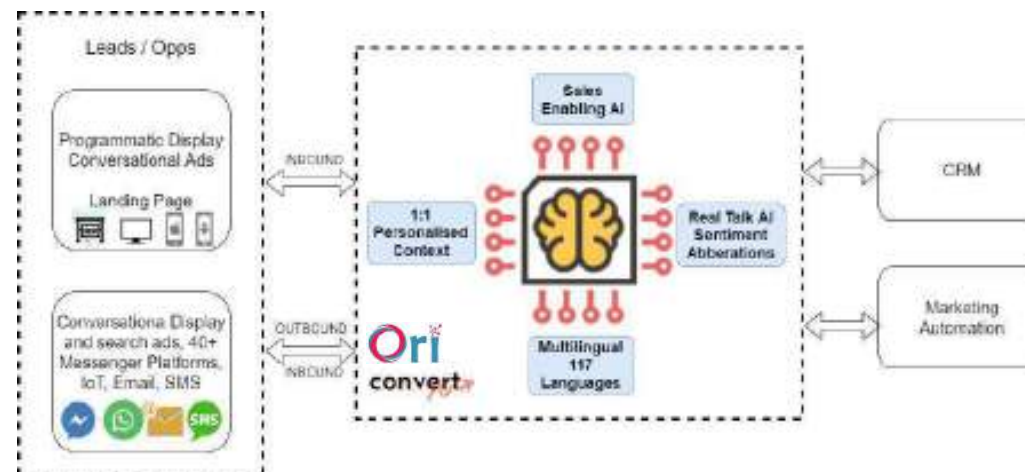 Leads / Opps
Programmatic Display
Conversational Ads
Landing Page
Conversationa Display
and search ads, 40+
Messenger Platforms,
IoT, Email, SMS
SMS
INBOUND
OUTBOUND
INBOUND
Sales
Enabling AI
1:1
Personalised
Context
Real Talk AI
Sentiment
Abberations
Multilingual
117
Languages
Ori
convert
CRM
Marketing
Automation